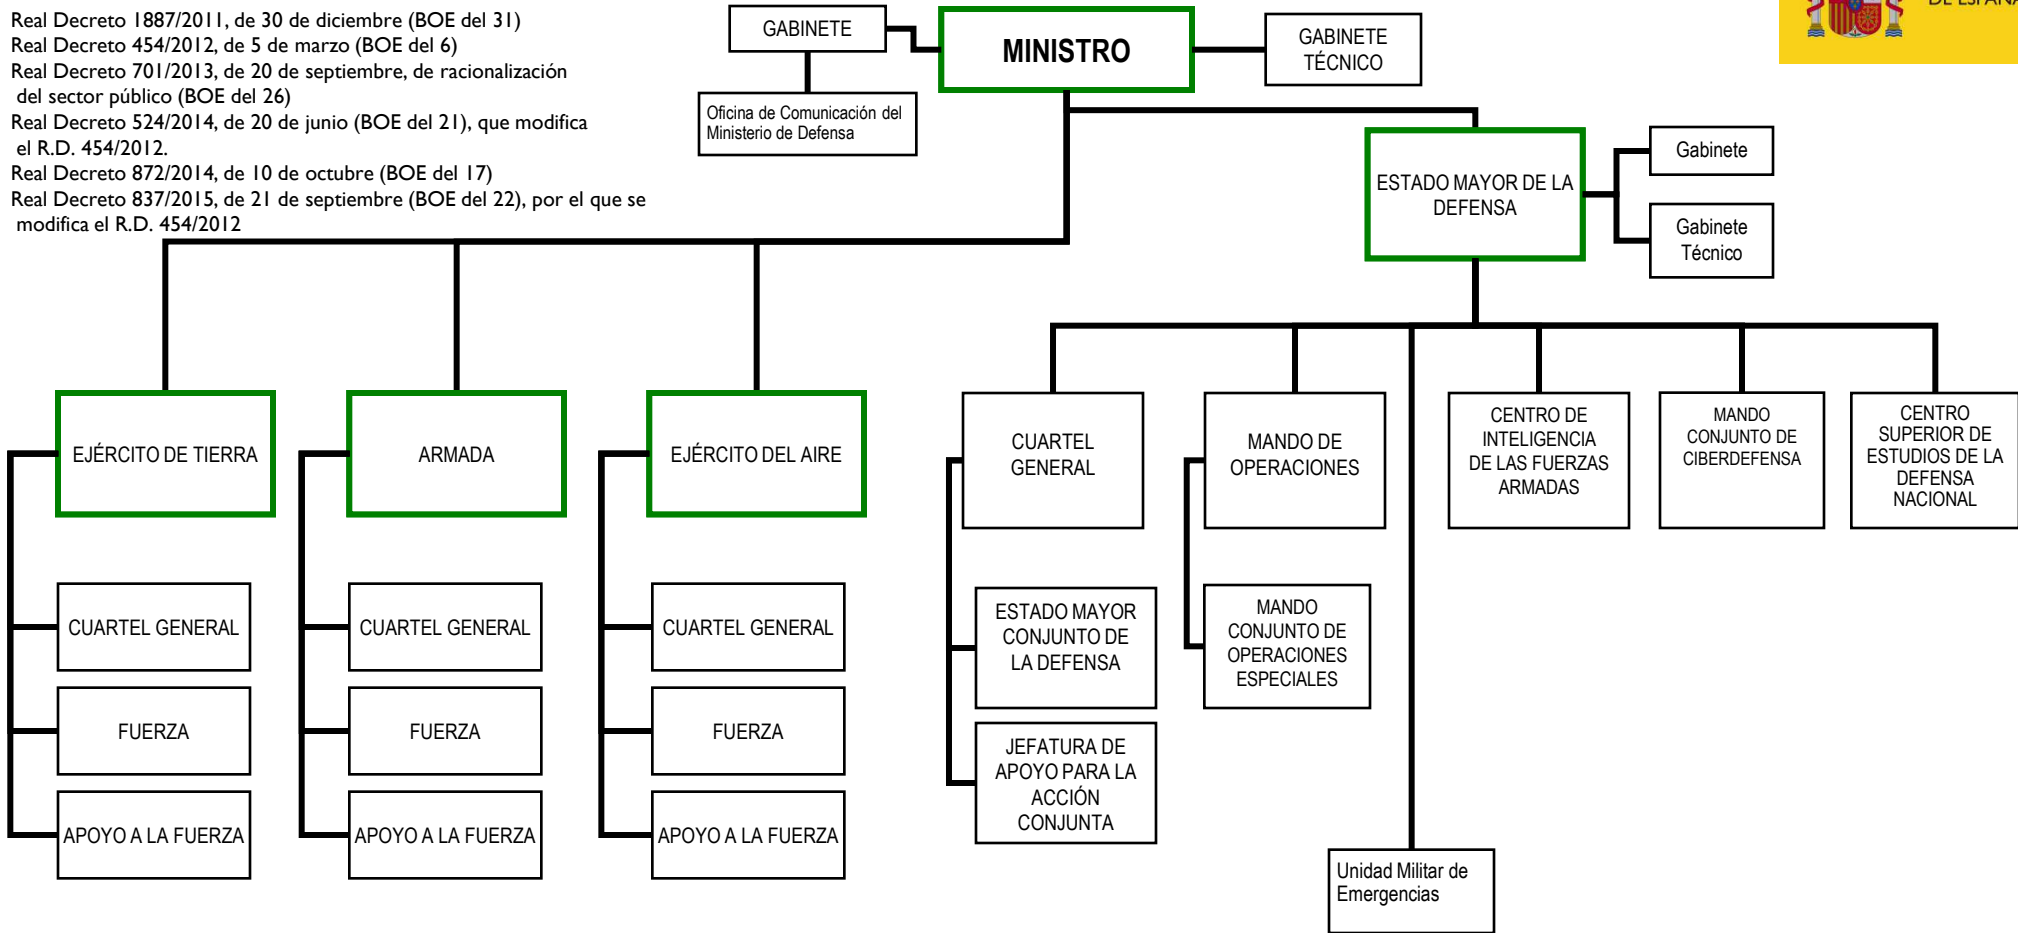 Real Decreto 1887/2011, de 30 de diciembre (BOE del 31)
Real Decreto 454/2012, de 5 de marzo (BOE del 6)
Real Decreto 701/2013, de 20 de septiembre, de racionalización
del sector público (BOE del 26)
Real Decreto 524/2014, de 20 de junio (BOE del 21), que modifica
el R.D. 454/2012.
Real Decreto 872/2014, de 10 de octubre (BOE del 17)
Real Decreto 837/2015, de 21 de septiembre (BOE del 22), por el que se
modifica el R.D. 454/2012
GABINETE
MINISTRO
GABINETE
TÉCNICO
DE ESPAÑA
Oficina de Comunicación del
Ministerio de Defensa
ESTADO MAYOR DE LA
DEFENSA
Gabinete
Gabinete
Técnico
EJÉRCITO DE TIERRA
ARMADA
EJÉRCITO DEL AIRE
CUARTEL
GENERAL
MANDO DE
OPERACIONES
CENTRO DE
INTELIGENCIA
DE LAS FUERZAS
ARMADAS
MANDO
CONJUNTO DE
CIBERDEFENSA
CENTRO
SUPERIOR DE
ESTUDIOS DE LA
DEFENSA
NACIONAL
CUARTEL GENERAL
CUARTEL GENERAL
CUARTEL GENERAL
ESTADO MAYOR
CONJUNTO DE
LA DEFENSA
MANDO
CONJUNTO DE
OPERACIONES
ESPECIALES
FUERZA
FUERZA
FUERZA
JEFATURA DE
APOYO PARA LA
ACCIÓN
CONJUNTA
APOYO A LA FUERZA
APOYO A LA FUERZA
APOYO A LA FUERZA
Unidad Militar de
Emergencias